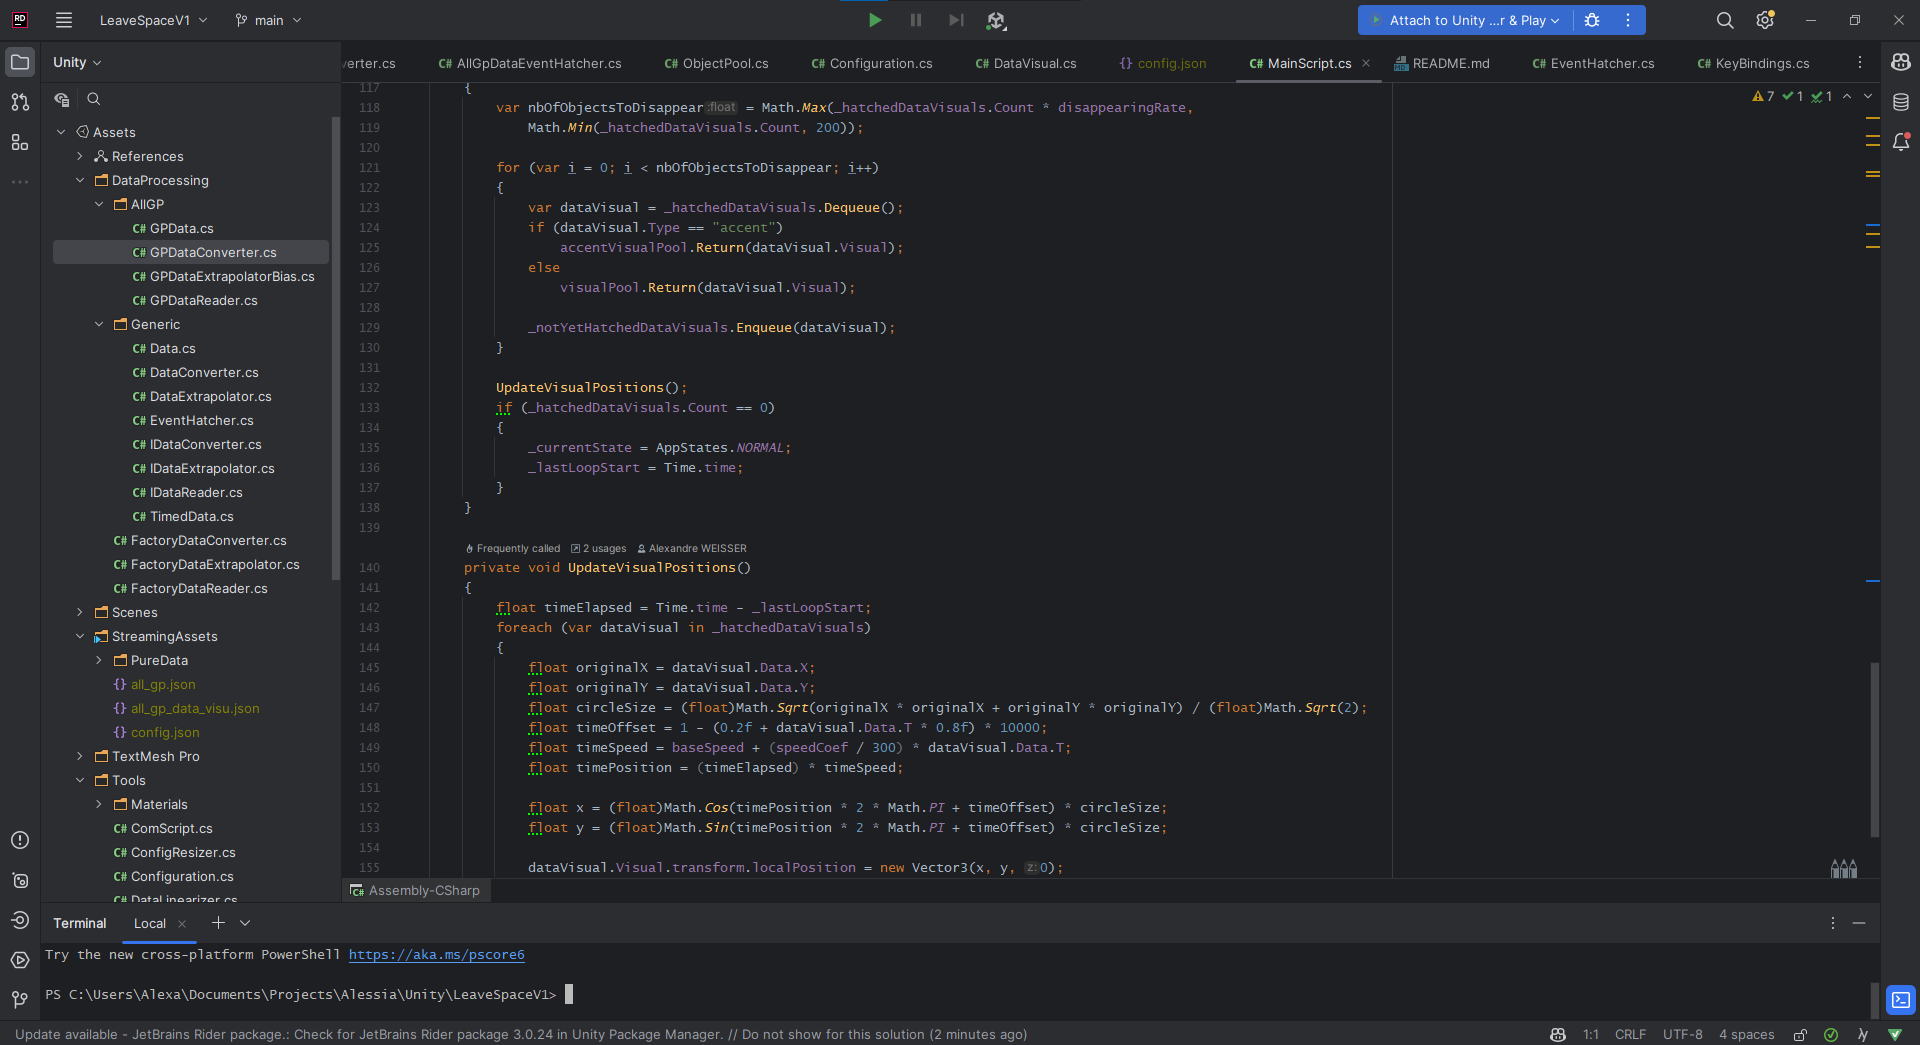 RD
LeaveSpaceV1
main
Attach to Unity ...r & Play
Unity
verter.cs
C# AllGpDataEventHatcher.cs
C# ObjectPool.cs
C# Configuration.cs
C# DataVisual.cs
{} config.json
C# MainScript.cs
README.md
C# EventHatcher.cs
C# KeyBindings.cs
7 1 1
Assets
References
DataProcessing
AllGP
C# GPData.cs
C# GPDataConverter.cs
C# GPDataExtrapolatorBias.cs
C# GPDataReader.cs
Generic
C# Data.cs
C# DataConverter.cs
C# DataExtrapolator.cs
C# EventHatcher.cs
C# IDataConverter.cs
C# IDataExtrapolator.cs
C# IDataReader.cs
C# TimedData.cs
C# FactoryDataConverter.cs
C# FactoryDataExtrapolator.cs
C# FactoryDataReader.cs
Scenes
StreamingAssets
PureData
{} all_gp.json
{} all_gp_data_visu.json
{} config.json
TextMesh Pro
Tools
Materials
C# ComScript.cs
C# ConfigResizer.cs
C# Configuration.cs
C# DataLinearizer.cs
117 {
118 var nbOfObjectsToDisappear :float = Math.Max(_hatchedDataVisuals.Count * disappearingRate,
119 Math.Min(_hatchedDataVisuals.Count, 200));
120
121 for (var i = 0; i < nbOfObjectsToDisappear; i++)
122 {
123 var dataVisual = _hatchedDataVisuals.Dequeue();
124 if (dataVisual.Type == "accent")
125 accentVisualPool.Return(dataVisual.Visual);
126 else
127 visualPool.Return(dataVisual.Visual);
128
129 _notYetHatchedDataVisuals.Enqueue(dataVisual);
130 }
131
132 UpdateVisualPositions();
133 if (_hatchedDataVisuals.Count == 0)
134 {
135 _currentState = AppStates.NORMAL;
136 _lastLoopStart = Time.time;
137 }
138 }
139
Frequently called 2 usages Alexandre WEISSER
140 private void UpdateVisualPositions()
141 {
142 float timeElapsed = Time.time - _lastLoopStart;
143 foreach (var dataVisual in _hatchedDataVisuals)
144 {
145 float originalX = dataVisual.Data.X;
146 float originalY = dataVisual.Data.Y;
147 float circleSize = (float)Math.Sqrt(originalX * originalX + originalY * originalY) / (float)Math.Sqrt(2);
148 float timeOffset = 1 - (0.2f + dataVisual.Data.T * 0.8f) * 10000;
149 float timeSpeed = baseSpeed + (speedCoef / 300) * dataVisual.Data.T;
150 float timePosition = (timeElapsed) * timeSpeed;
151
152 float x = (float)Math.Cos(timePosition * 2 * Math.PI + timeOffset) * circleSize;
153 float y = (float)Math.Sin(timePosition * 2 * Math.PI + timeOffset) * circleSize;
154
155 dataVisual.Visual.transform.localPosition = new Vector3(x, y, z:0);
C# Assembly-CSharp
Terminal
Local
Try the new cross-platform PowerShell https://aka.ms/pscore6
PS C:\Users\Alexa\Documents\Projects\Alessia\Unity\LeaveSpaceV1>
Update available - JetBrains Rider package.: Check for JetBrains Rider package 3.0.24 in Unity Package Manager. // Do not show for this solution (2 minutes ago)
1:1
CRLF
UTF-8
4 spaces